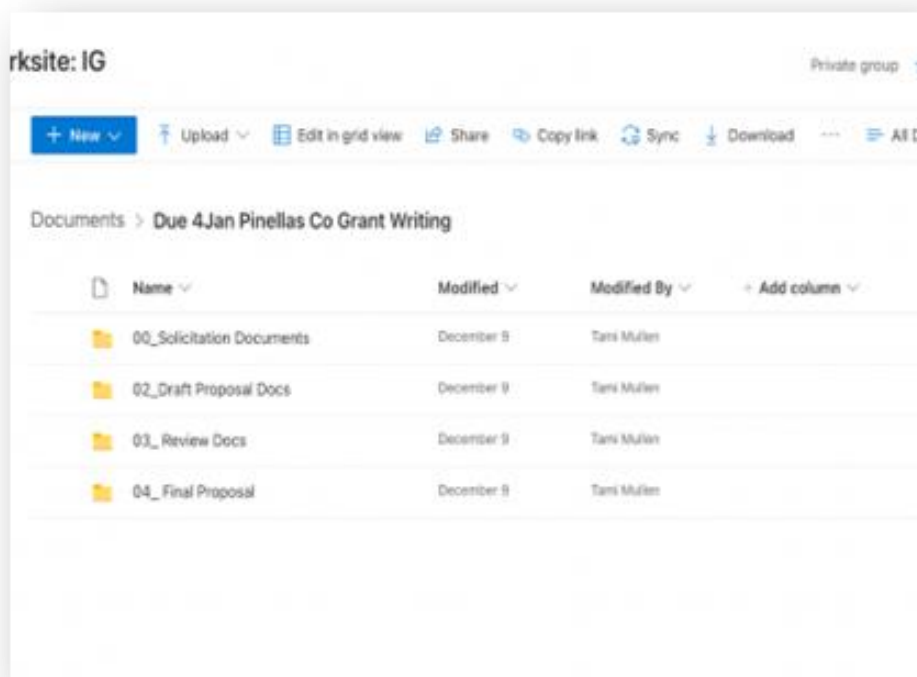 rksite: IG
Private group
+ New Upload Edit in grid view Share Copy link Sync Download ... All D
Documents > Due 4Jan Pinellas Co Grant Writing
Name Modified Modified By + Add column
00_Solicitation Documents December 9 Tami Mullen
02_Draft Proposal Docs December 9 Tami Mullen
03_ Review Docs December 9 Tami Mullen
04_ Final Proposal December 9 Tami Mullen